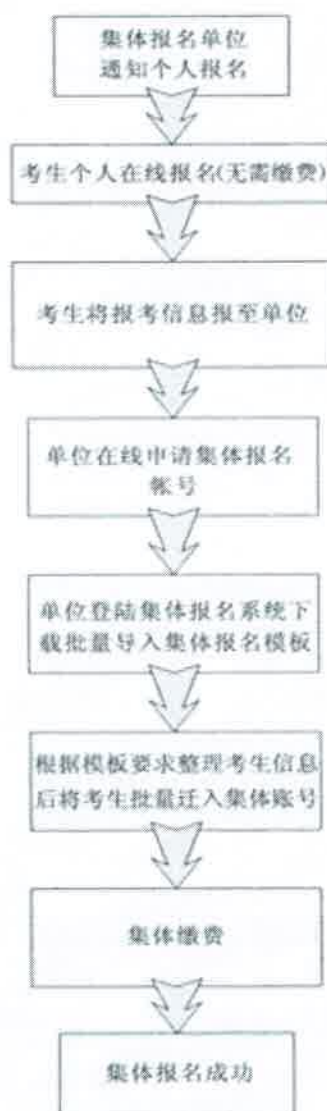 集体报名单位
通知个人报名
考生个人在线报名(无需缴费)
考生将报考信息报至单位
单位在线申请集体报名
帐号
单位登陆集体报名系统下
载批量导入集体报名模板
根据模板要求整理考生信息
后将考生批量迁入集体账号
集体缴费
集体报名成功